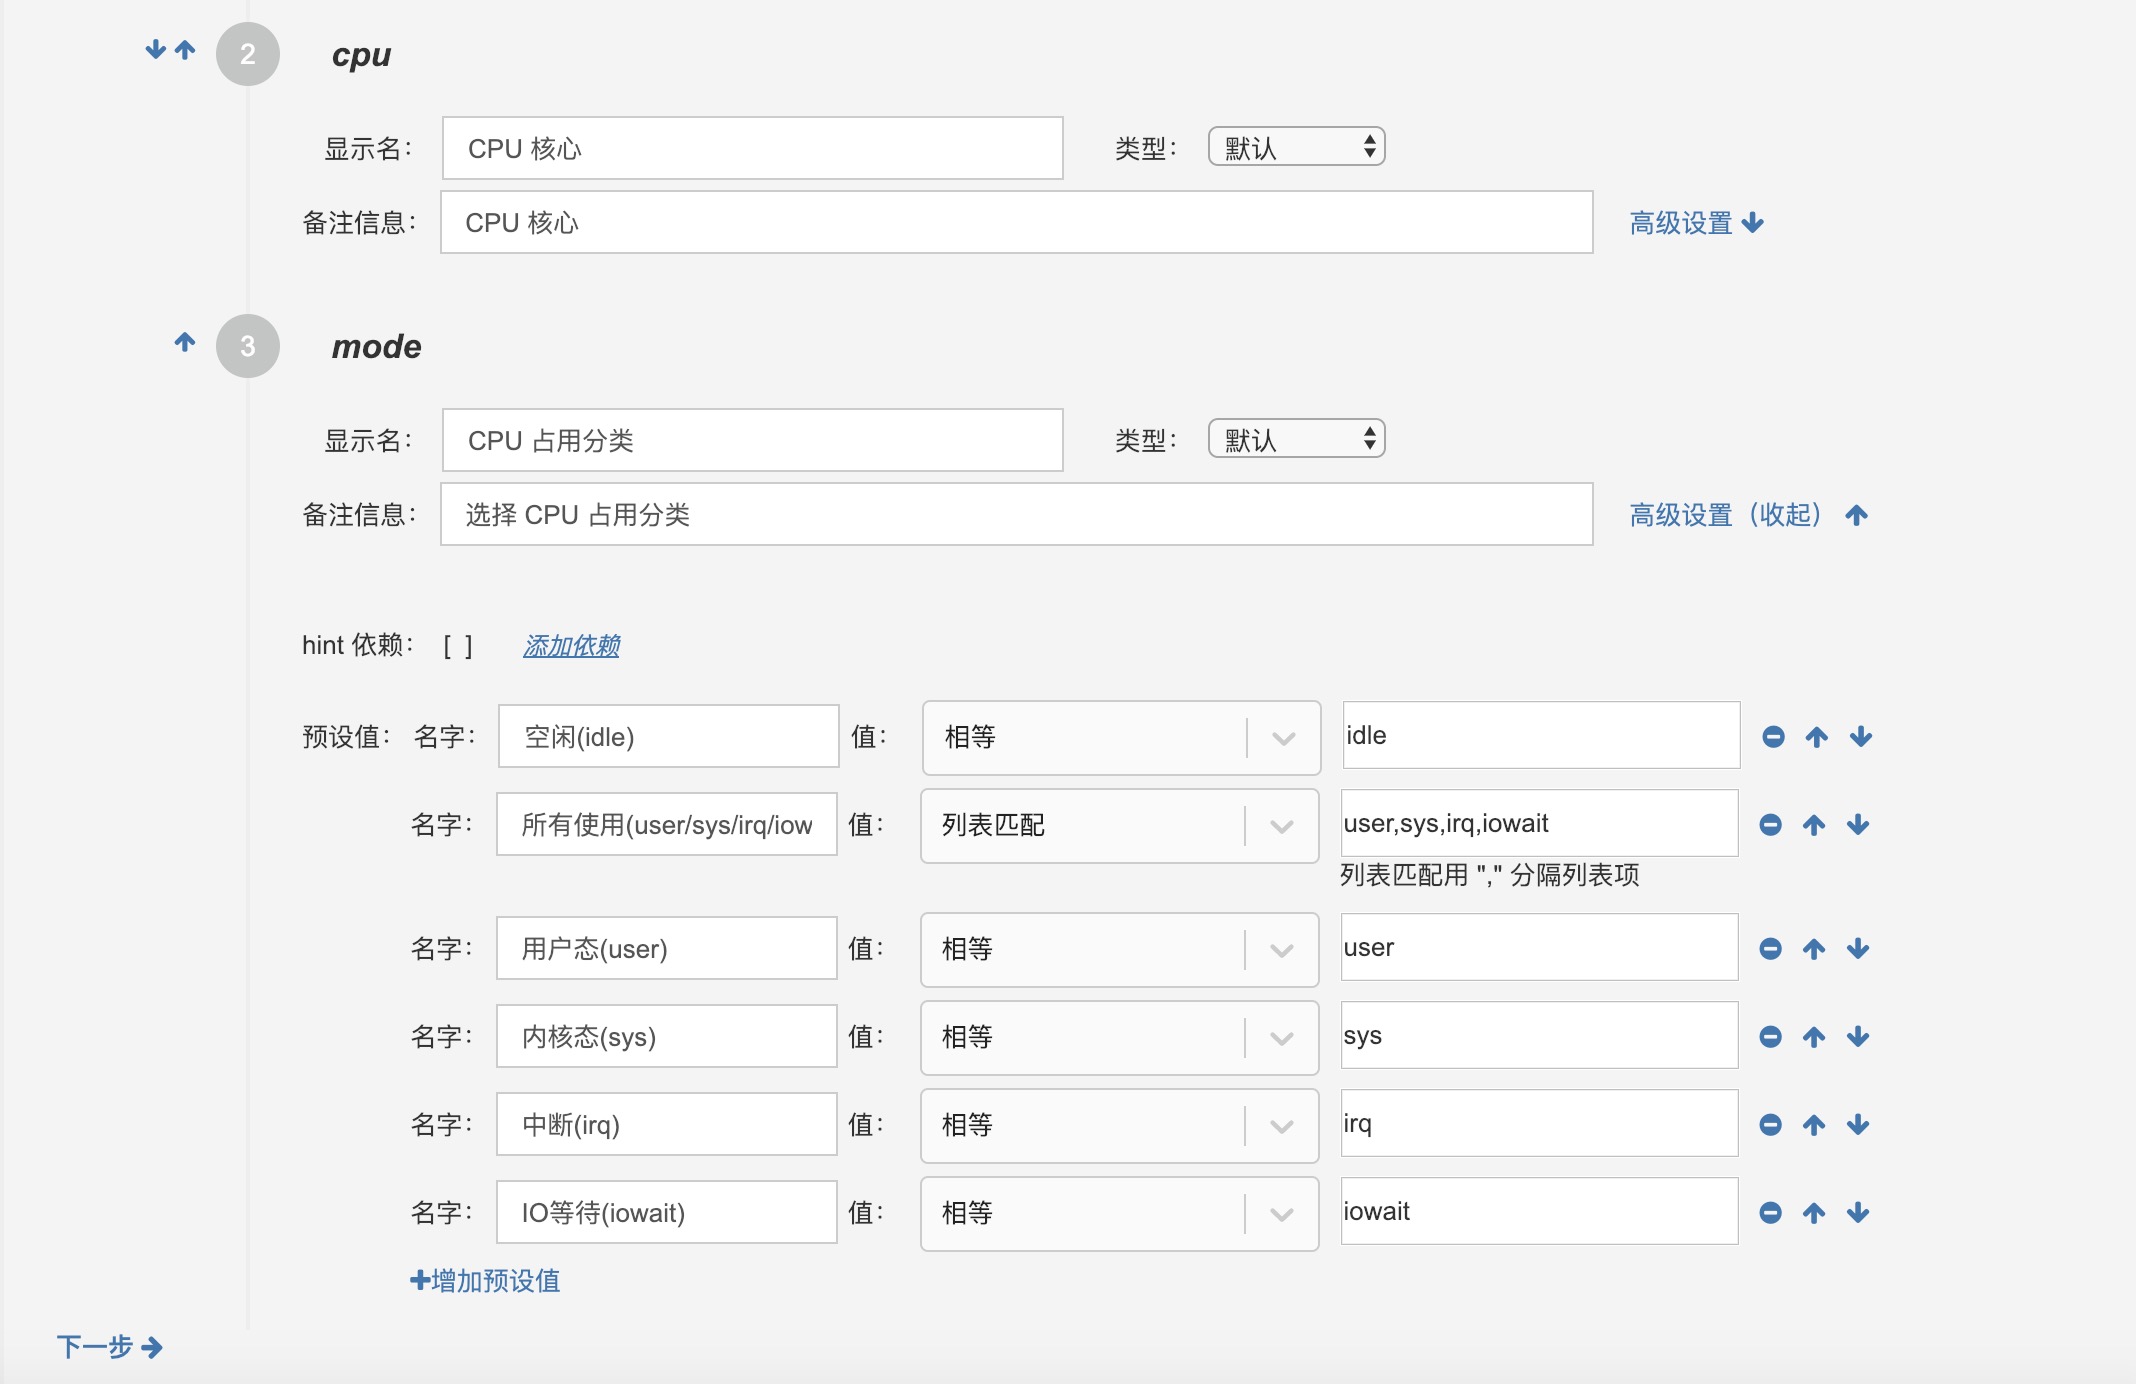 2 cpu
显示名: CPU 核心 类型: 默认
备注信息: CPU 核心 高级设置
3 mode
显示名: CPU 占用分类 类型: 默认
备注信息: 选择 CPU 占用分类 高级设置（收起）
hint 依赖: [ ] 添加依赖
预设值: 名字: 空闲(idle) 值: 相等 idle
名字: 所有使用(user/sys/irq/iow 值: 列表匹配 user,sys,irq,iowait
列表匹配用 "," 分隔列表项
名字: 用户态(user) 值: 相等 user
名字: 内核态(sys) 值: 相等 sys
名字: 中断(irq) 值: 相等 irq
名字: IO等待(iowait) 值: 相等 iowait
增加预设值
下一步